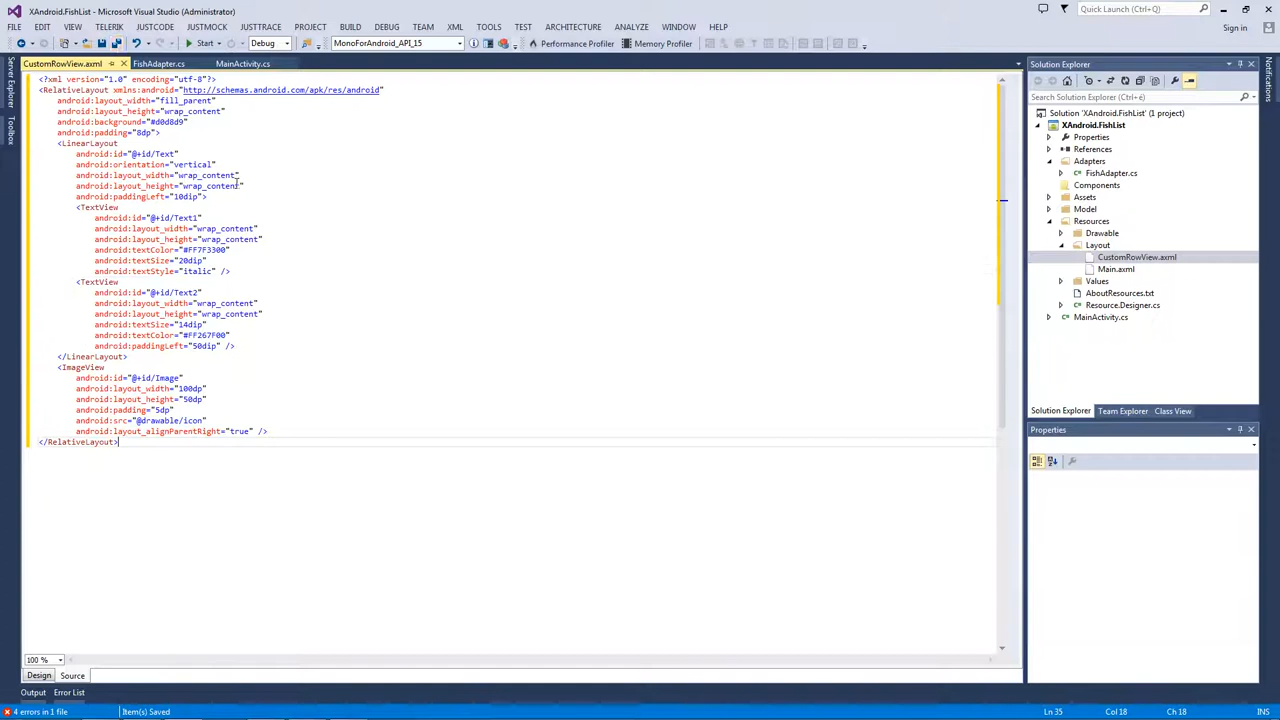 XAndroid.FishList - Microsoft Visual Studio (Administrator)
Quick Launch (Ctrl+é)
FILE EDIT VIEW TELERIK JUSTCODE JUSTMOCK JUSTTRACE PROJECT BUILD DEBUG TEAM XML TOOLS TEST ARCHITECTURE ANALYZE WINDOW HELP
Sign in
Start Debug MonoForAndroid_API_15 Performance Profiler Memory Profiler
CustomRowView.axml FishAdapter.cs MainActivity.cs
Server Explorer
Toolbox
<?xml version="1.0" encoding="utf-8"?>
<RelativeLayout xmlns:android="http://schemas.android.com/apk/res/android"
android:layout_width="fill_parent"
android:layout_height="wrap_content"
android:background="#d0d8d9"
android:padding="8dp">
<LinearLayout
android:id="@+id/Text"
android:orientation="vertical"
android:layout_width="wrap_content"
android:layout_height="wrap_content"
android:paddingLeft="10dip">
<TextView
android:id="@+id/Text1"
android:layout_width="wrap_content"
android:layout_height="wrap_content"
android:textColor="#FF7F3300"
android:textSize="20dip"
android:textStyle="italic" />
<TextView
android:id="@+id/Text2"
android:layout_width="wrap_content"
android:layout_height="wrap_content"
android:textSize="14dip"
android:textColor="#FF267F00"
android:paddingLeft="50dip" />
</LinearLayout>
<ImageView
android:id="@+id/Image"
android:layout_width="100dp"
android:layout_height="50dp"
android:padding="5dp"
android:src="@drawable/icon"
android:layout_alignParentRight="true" />
</RelativeLayout>
100 %
Design Source
Output Error List
4 errors in 1 file Item(s) Saved Ln 35 Col 18 Ch 18 INS
Solution Explorer
Search Solution Explorer (Ctrl+é)
Solution 'XAndroid.FishList' (1 project)
XAndroid.FishList
Properties
References
Adapters
FishAdapter.cs
Components
Assets
Model
Resources
Drawable
Layout
CustomRowView.axml
Main.axml
Values
AboutResources.txt
Resource.Designer.cs
MainActivity.cs
Solution Explorer Team Explorer Class View
Properties
Notifications